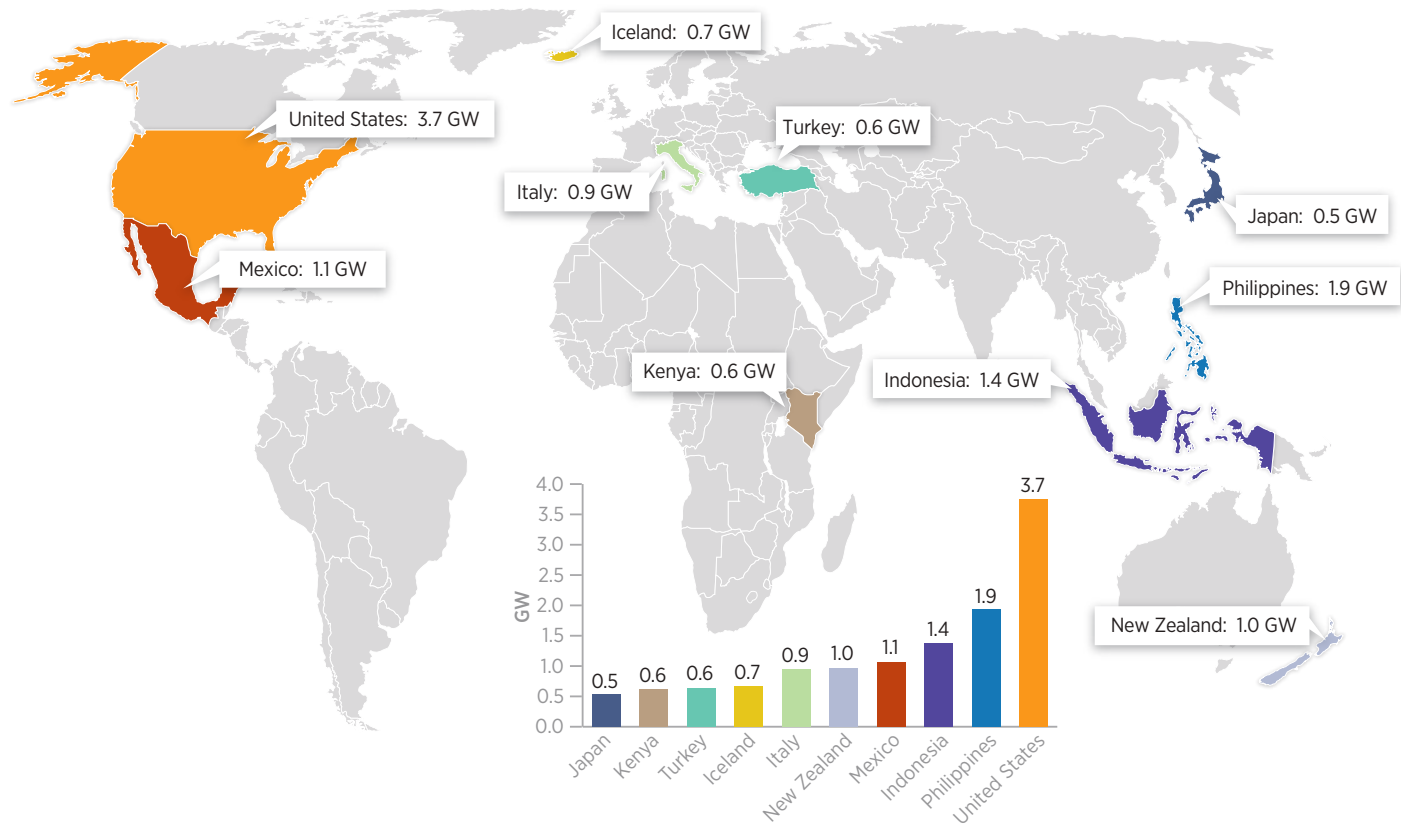 Iceland: 0.7 GW
United States: 3.7 GW
Turkey: 0.6 GW
Italy: 0.9 GW
Japan: 0.5 GW
Mexico: 1.1 GW
Philippines: 1.9 GW
Kenya: 0.6 GW
Indonesia: 1.4 GW
New Zealand: 1.0 GW
GW
4.0
3.5
3.0
2.5
2.0
1.5
1.0
0.5
0.0
0.5
0.6
0.6
0.7
0.9
1.0
1.1
1.4
1.9
3.7
Japan
Kenya
Turkey
Iceland
Italy
New Zealand
Mexico
Indonesia
Philippines
United States